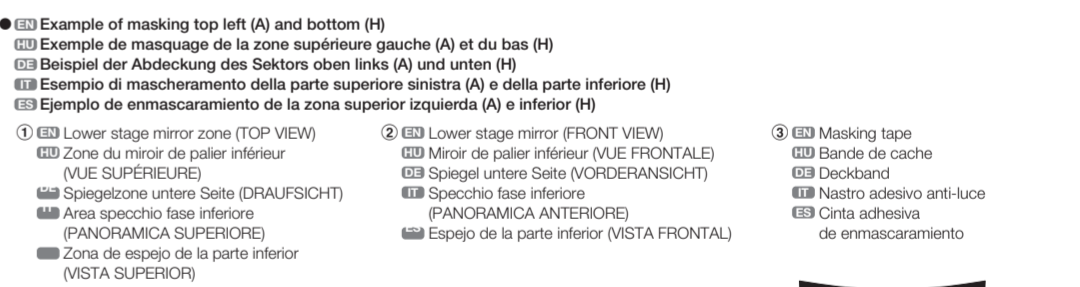 ● EN Example of masking top left (A) and bottom (H)
HU Exemple de masquage de la zone supérieure gauche (A) et du bas (H)
DE Beispiel der Abdeckung des Sektors oben links (A) und unten (H)
IT Esempio di mascheramento della parte superiore sinistra (A) e della parte inferiore (H)
ES Ejemplo de enmascaramiento de la zona superior izquierda (A) e inferior (H)
① EN Lower stage mirror zone (TOP VIEW)
HU Zone du miroir de palier inférieur
(VUE SUPÉRIEURE)
DE Spiegelzone untere Seite (DRAUFSICHT)
IT Area specchio fase inferiore
(PANORAMICA SUPERIORE)
Zona de espejo de la parte inferior
(VISTA SUPERIOR)
② EN Lower stage mirror (FRONT VIEW)
HU Miroir de palier inférieur (VUE FRONTALE)
DE Spiegel untere Seite (VORDERANSICHT)
IT Specchio fase inferiore
(PANORAMICA ANTERIORE)
ES Espejo de la parte inferior (VISTA FRONTAL)
③ EN Masking tape
HU Bande de cache
DE Deckband
IT Nastro adesivo anti-luce
ES Cinta adhesiva
de enmascaramiento